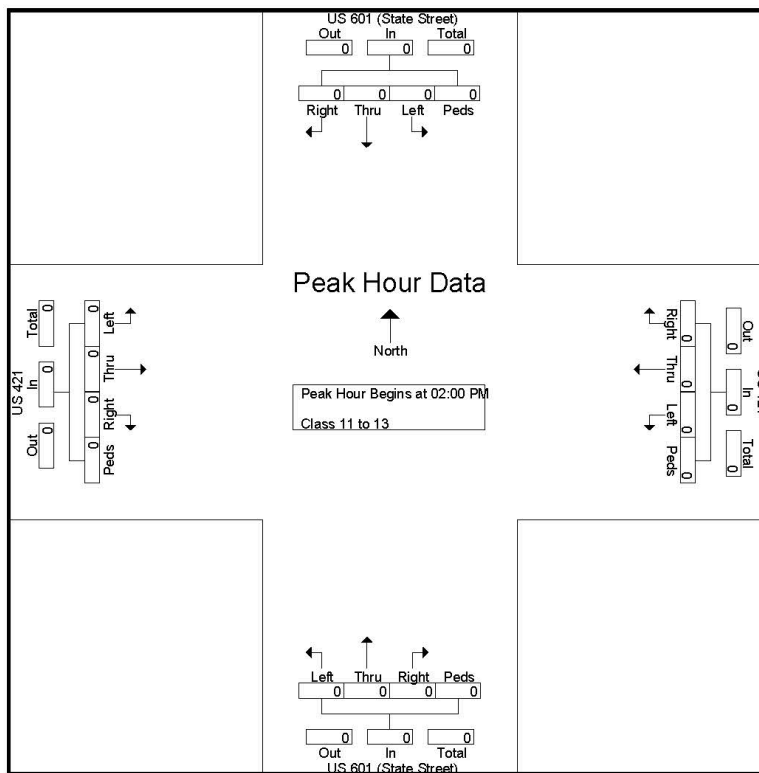 US 601 (State Street)
Out In Total
0 0 0
0 0 0 0
Right Thru Left Peds
Peak Hour Data
North
Peak Hour Begins at 02:00 PM
Class 11 to 13
US 421
Total In Out
0 0 0
0 0 0 0
Left Thru Right Peds
Right Thru Left Peds
0 0 0 0
Out In Total
0 0 0
Left Thru Right Peds
0 0 0 0
0 0 0
Out In Total
US 601 (State Street)